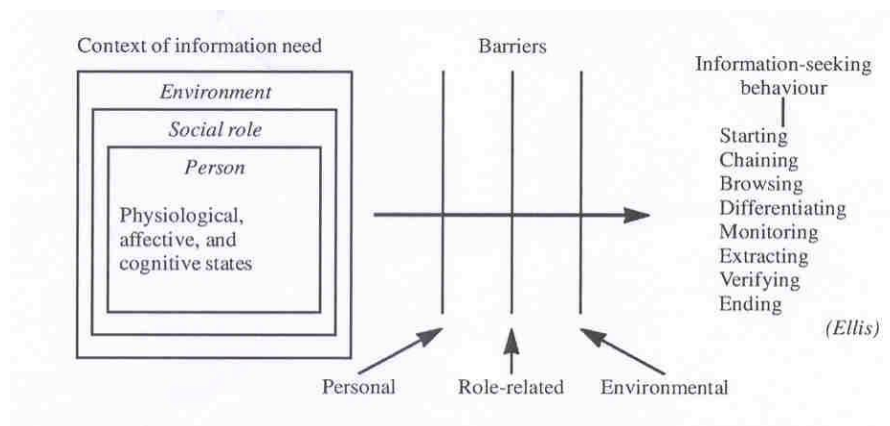 Context of information need
Barriers
Information-seeking
behaviour
Environment
Social role
Person
Physiological,
affective, and
cognitive states
Starting
Chaining
Browsing
Differentiating
Monitoring
Extracting
Verifying
Ending
(Ellis)
Personal
Role-related
Environmental